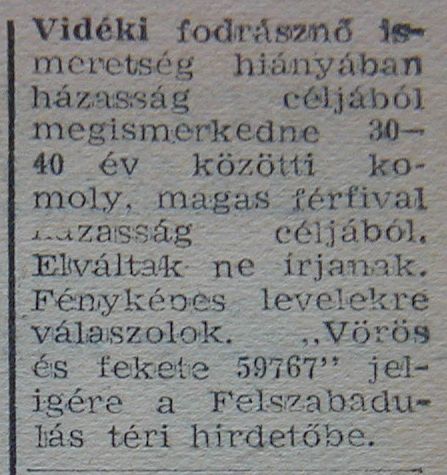 Vidéki fodrásznő is-
meretség hiányában
házasság céljából
megismerkedne 30—
40 év közötti ko-
moly, magas férfival
házasság céljából.
Elváltak ne írjanak.
Fényképes levelekre
válaszolok. „Vörös
és fekete 59767” jel-
igére a Felszabadu-
lás téri hirdetőbe.